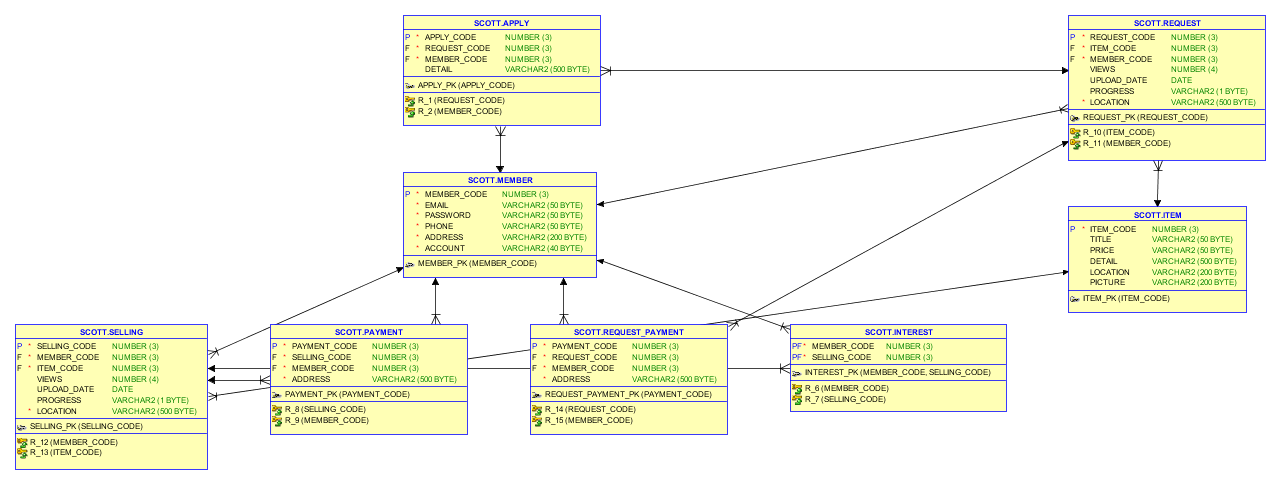 SCOTT.APPLY
P * APPLY_CODE NUMBER (3)
F * REQUEST_CODE NUMBER (3)
F * MEMBER_CODE NUMBER (3)
DETAIL VARCHAR2 (500 BYTE)
APPLY_PK (APPLY_CODE)
R_1 (REQUEST_CODE)
R_2 (MEMBER_CODE)
SCOTT.REQUEST
P * REQUEST_CODE NUMBER (3)
F * ITEM_CODE NUMBER (3)
F * MEMBER_CODE NUMBER (3)
VIEWS NUMBER (4)
UPLOAD_DATE DATE
PROGRESS VARCHAR2 (1 BYTE)
* LOCATION VARCHAR2 (500 BYTE)
REQUEST_PK (REQUEST_CODE)
R_10 (ITEM_CODE)
R_11 (MEMBER_CODE)
SCOTT.MEMBER
P * MEMBER_CODE NUMBER (3)
* EMAIL VARCHAR2 (50 BYTE)
* PASSWORD VARCHAR2 (50 BYTE)
* PHONE VARCHAR2 (50 BYTE)
* ADDRESS VARCHAR2 (200 BYTE)
* ACCOUNT VARCHAR2 (40 BYTE)
MEMBER_PK (MEMBER_CODE)
SCOTT.ITEM
P * ITEM_CODE NUMBER (3)
TITLE VARCHAR2 (50 BYTE)
PRICE VARCHAR2 (50 BYTE)
DETAIL VARCHAR2 (500 BYTE)
LOCATION VARCHAR2 (200 BYTE)
PICTURE VARCHAR2 (200 BYTE)
ITEM_PK (ITEM_CODE)
SCOTT.SELLING
P * SELLING_CODE NUMBER (3)
F * MEMBER_CODE NUMBER (3)
F * ITEM_CODE NUMBER (3)
VIEWS NUMBER (4)
UPLOAD_DATE DATE
PROGRESS VARCHAR2 (1 BYTE)
* LOCATION VARCHAR2 (500 BYTE)
SELLING_PK (SELLING_CODE)
R_12 (MEMBER_CODE)
R_13 (ITEM_CODE)
SCOTT.PAYMENT
P * PAYMENT_CODE NUMBER (3)
F * SELLING_CODE NUMBER (3)
F * MEMBER_CODE NUMBER (3)
* ADDRESS VARCHAR2 (500 BYTE)
PAYMENT_PK (PAYMENT_CODE)
R_8 (SELLING_CODE)
R_9 (MEMBER_CODE)
SCOTT.REQUEST_PAYMENT
P * PAYMENT_CODE NUMBER (3)
F * REQUEST_CODE NUMBER (3)
F * MEMBER_CODE NUMBER (3)
* ADDRESS VARCHAR2 (500 BYTE)
REQUEST_PAYMENT_PK (PAYMENT_CODE)
R_14 (REQUEST_CODE)
R_15 (MEMBER_CODE)
SCOTT.INTEREST
PF * MEMBER_CODE NUMBER (3)
PF * SELLING_CODE NUMBER (3)
INTEREST_PK (MEMBER_CODE, SELLING_CODE)
R_6 (MEMBER_CODE)
R_7 (SELLING_CODE)